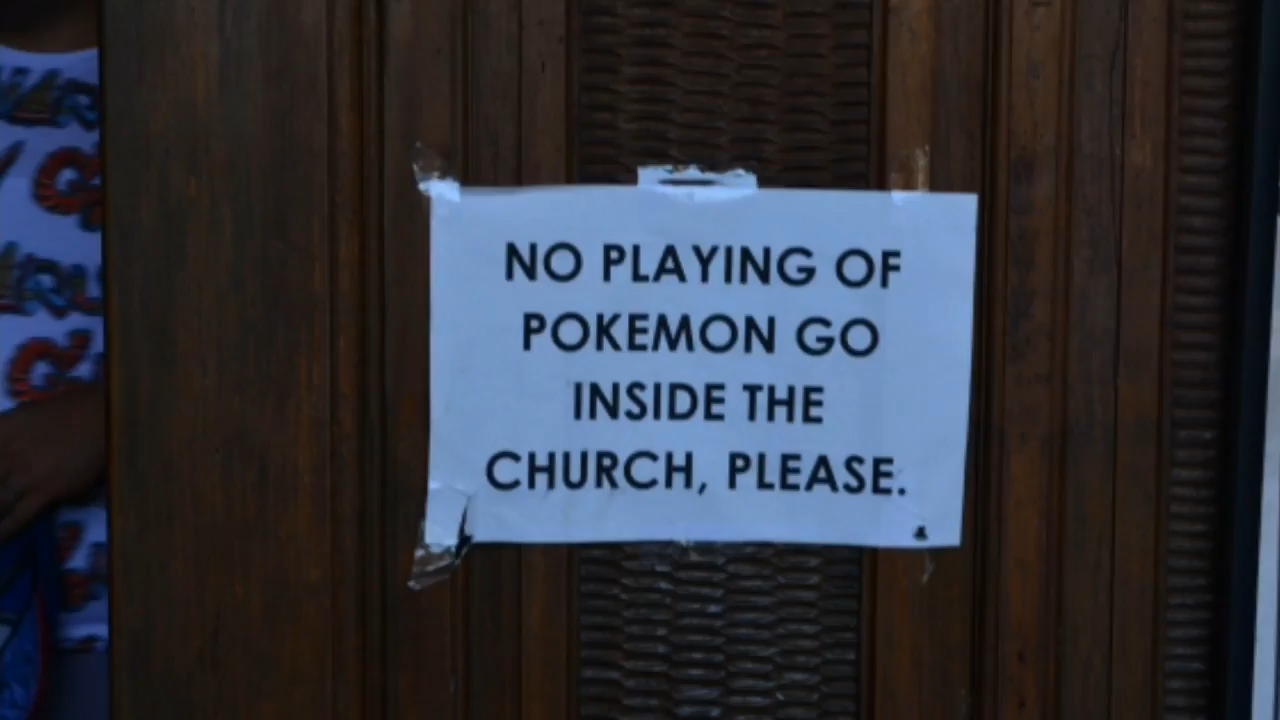 NO PLAYING OF
POKEMON GO
INSIDE THE
CHURCH, PLEASE.